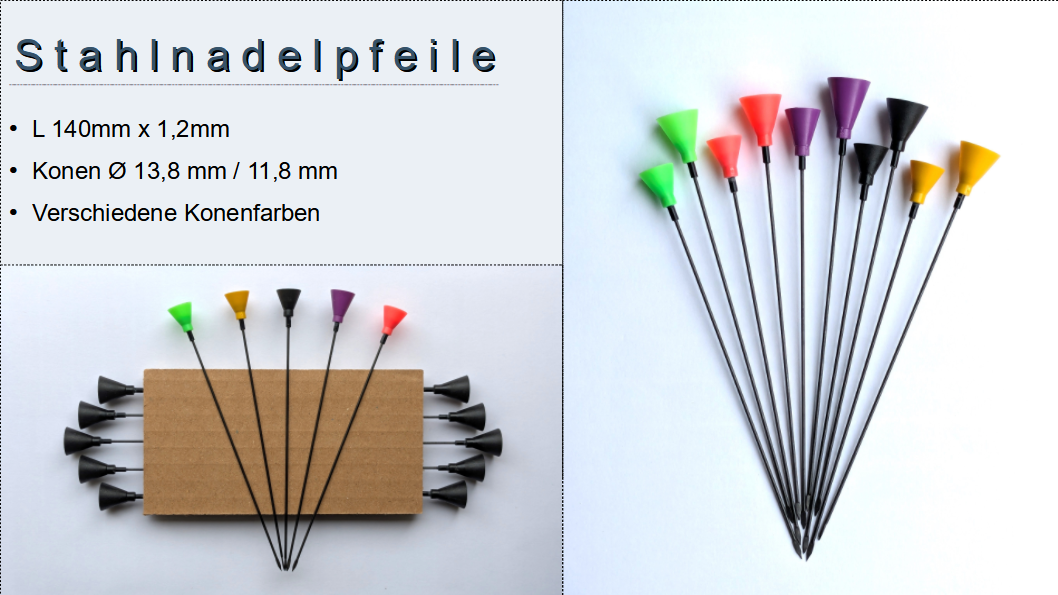 Stahlnadelpfeile
• L 140mm x 1,2mm
• Konen Ø 13,8 mm / 11,8 mm
• Verschiedene Konenfarben